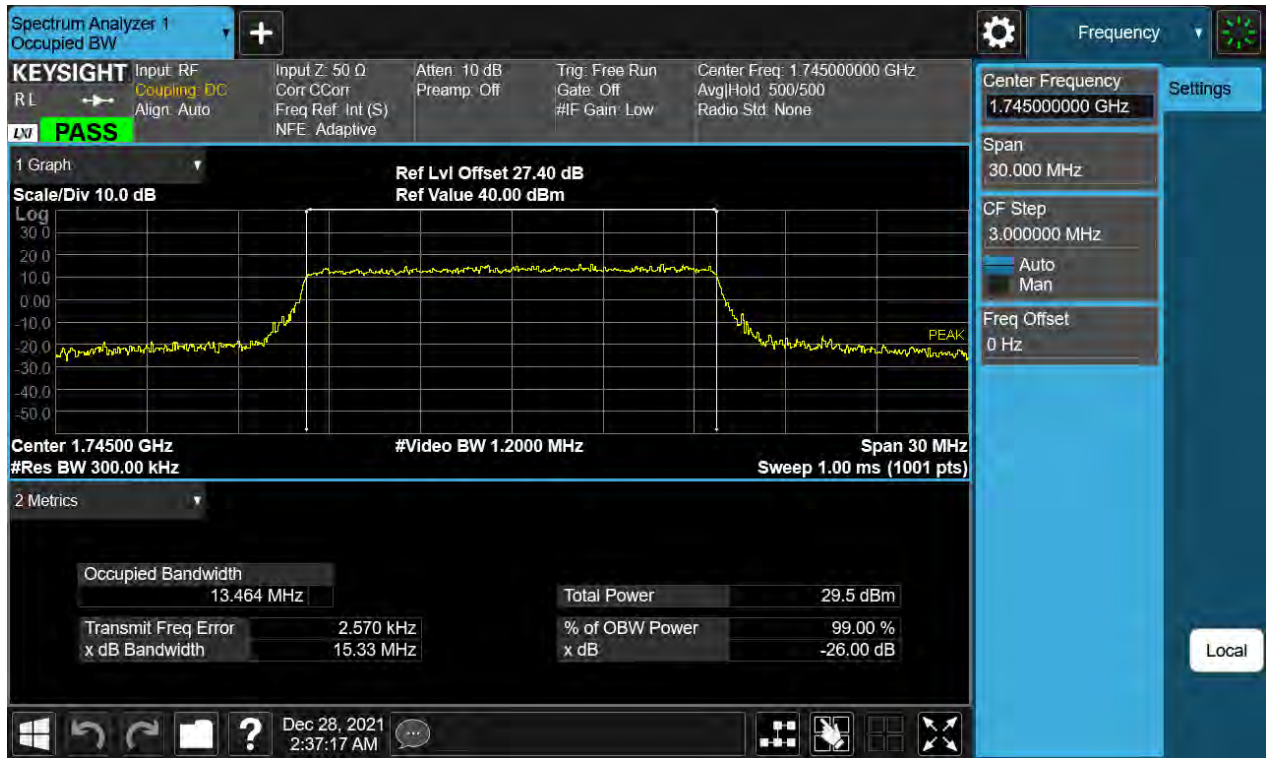 Spectrum Analyzer 1
Occupied BW
+
Frequency
KEYSIGHT
RL
LXI
PASS
Input: RF
Coupling: DC
Align: Auto
Input Z: 50 Ω
Corr CCorr
Freq Ref: Int (S)
NFE: Adaptive
Atten: 10 dB
Preamp: Off
Trig: Free Run
Gate: Off
#IF Gain: Low
Center Freq: 1.745000000 GHz
Avg|Hold: 500/500
Radio Std: None
Center Frequency
1.745000000 GHz
Settings
Span
30.000 MHz
CF Step
3.000000 MHz
Auto
Man
Freq Offset
0 Hz
Local
1 Graph
Scale/Div 10.0 dB
Ref Lvl Offset 27.40 dB
Ref Value 40.00 dBm
Log
30.0
20.0
10.0
0.00
-10.0
-20.0
-30.0
-40.0
-50.0
PEAK
Center 1.74500 GHz
#Video BW 1.2000 MHz
Span 30 MHz
#Res BW 300.00 kHz
Sweep 1.00 ms (1001 pts)
2 Metrics
Occupied Bandwidth
13.464 MHz
Total Power 29.5 dBm
Transmit Freq Error 2.570 kHz
% of OBW Power 99.00 %
x dB Bandwidth 15.33 MHz
x dB -26.00 dB
?
Dec 28, 2021
2:37:17 AM